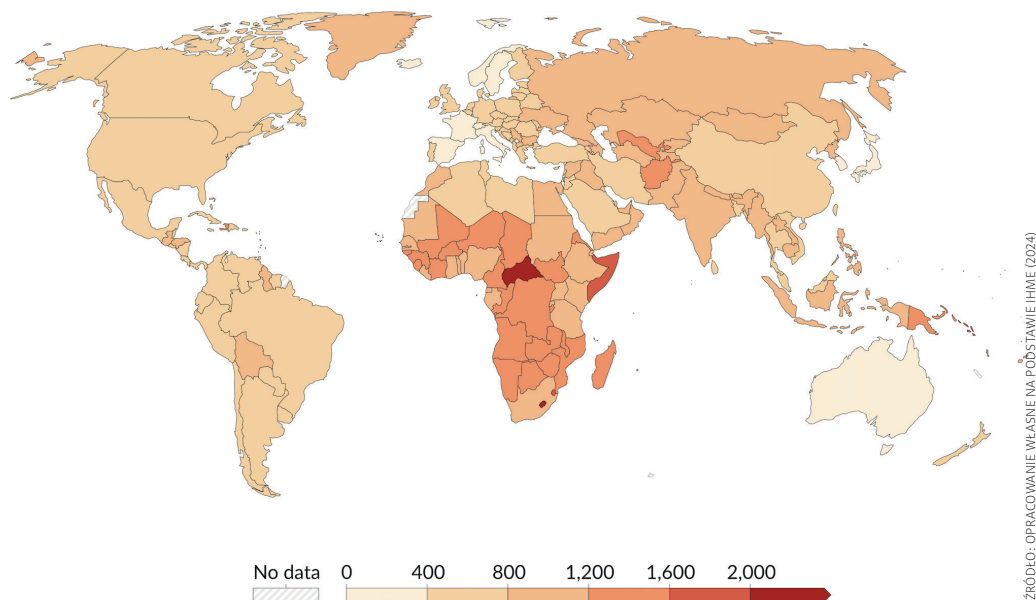 No data 0 400 800 1,200 1,600 2,000
ŹRÓDŁO: OPRACOWANIE WŁASNE NA PODSTAWIE IHME (2024)